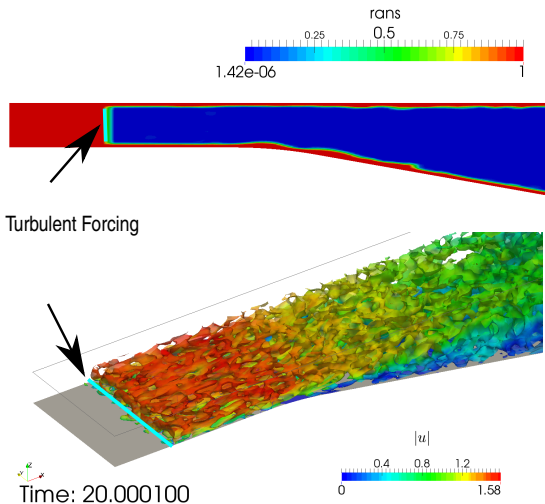 rans
0.25 0.5 0.75
1.42e-06 1
Turbulent Forcing
|u|
0.4 0.8 1.2
0 1.58
Time: 20.000100